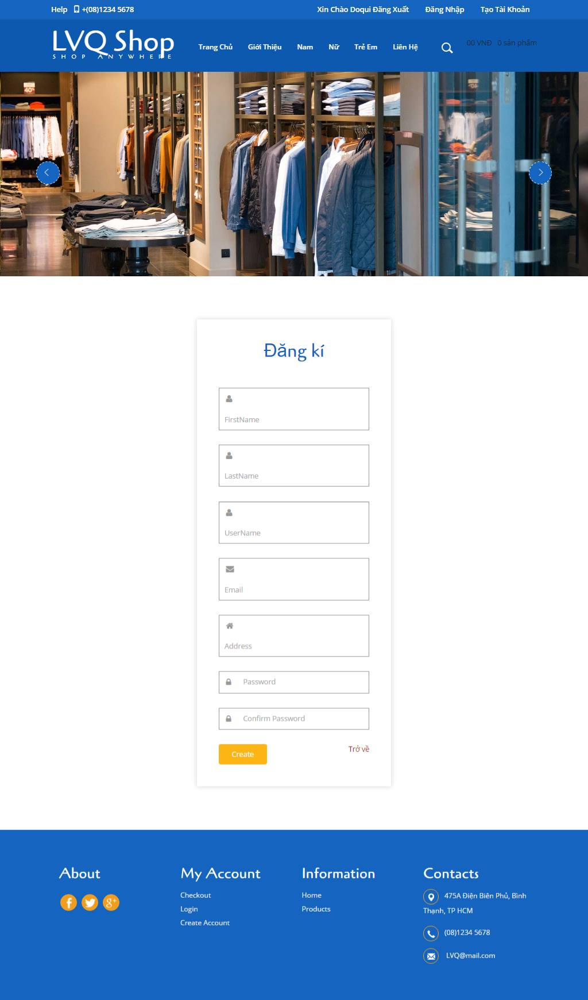 Help +(08)1234 5678 Xin Chào Doqui Đăng Xuất Đăng Nhập Tạo Tài Khoản
LVQ Shop
SHOP ANYWHERE
Trang Chủ Giới Thiệu Nam Nữ Trẻ Em Liên Hệ 00 VNĐ 0 sản phẩm
40%
Đăng kí
FirstName
LastName
UserName
Email
Address
Password
Confirm Password
Create Trở về
About My Account Information Contacts
Checkout Home 475A Điện Biên Phủ, Bình
Login Products Thạnh, TP HCM
Create Account
(08)1234 5678
LVQ@mail.com